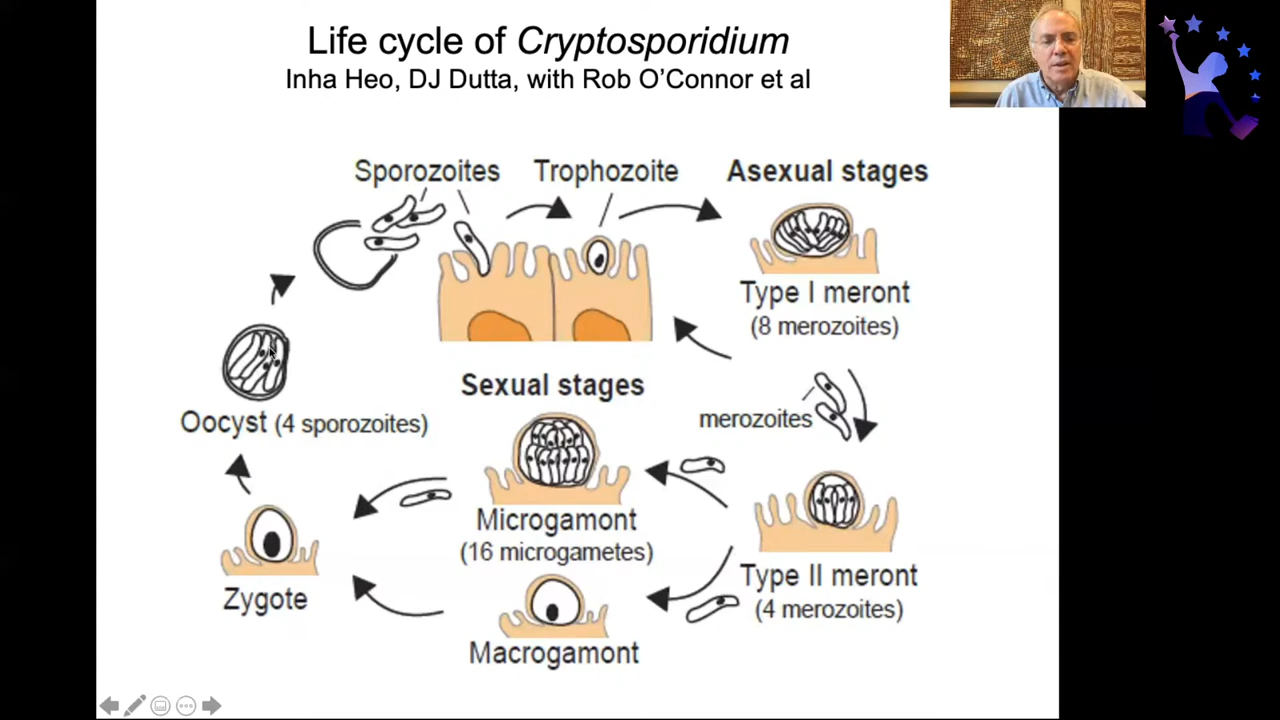 Life cycle of Cryptosporidium
Inha Heo, DJ Dutta, with Rob O’Connor et al
Sporozoites
Trophozoite
Asexual stages
Type I meront
(8 merozoites)
Sexual stages
merozoites
Oocyst (4 sporozoites)
Microgamont
(16 microgametes)
Type II meront
(4 merozoites)
Zygote
Macrogamont